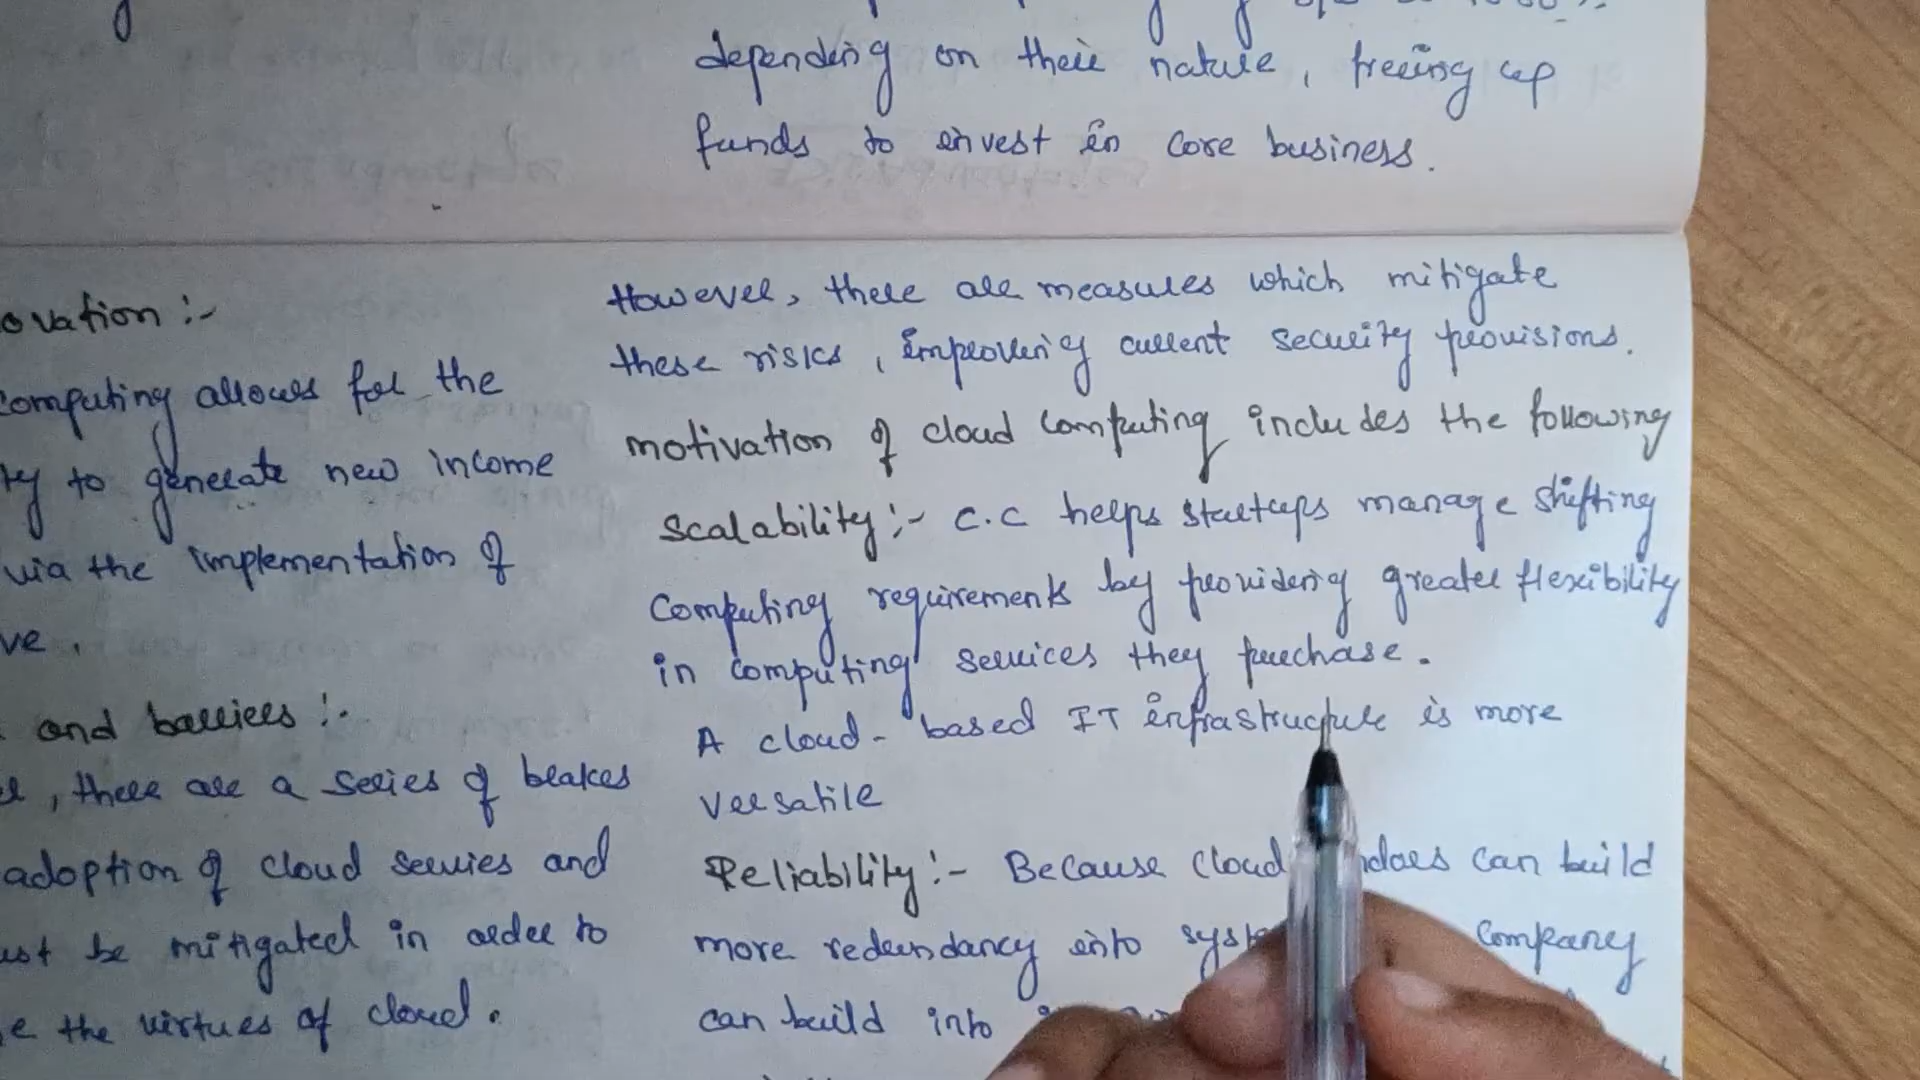 depending on their nature, freeing up
funds to invest in core business.
ovation :-
computing allows for the
ty to generate new income
via the implementation of
ve.
and barriers :-
, there are a series of brakes
adoption of cloud servies and
ust be mitigated in order to
e the virtues of cloud.
However, there are measures which mitigate
these risks, improving current security provisions.
motivation of cloud computing includes the following
Scalability :- C.C helps startups manage shifting
Computing requirements by providing greater flexibility
in computing services they purchase.
A cloud-based IT infrastructure is more
versatile
Reliability :- Because cloud can build
more redundancy into company
can build into